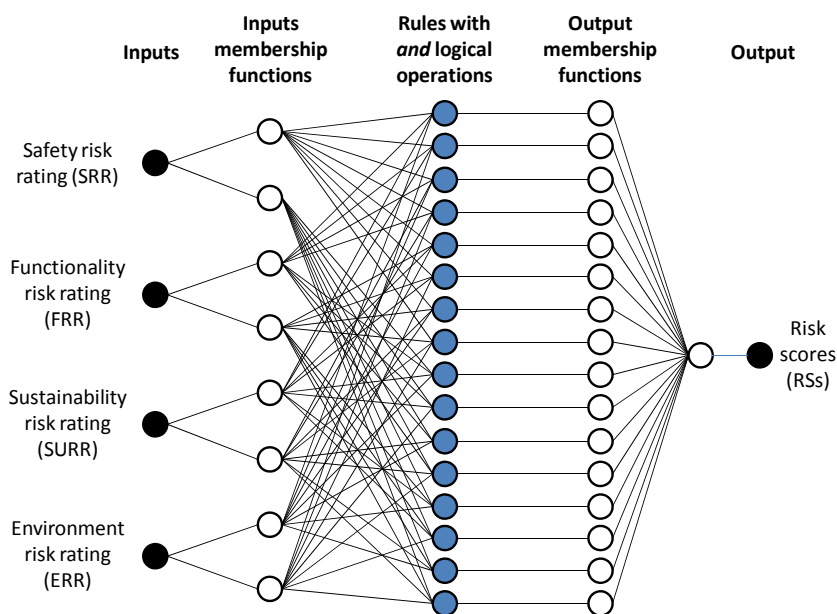 Inputs
Inputs
membership
functions
Rules with
and logical
operations
Output
membership
functions
Output
Safety risk
rating (SRR)
Functionality
risk rating
(FRR)
Sustainability
risk rating
(SURR)
Environment
risk rating
(ERR)
Risk
scores
(RSs)